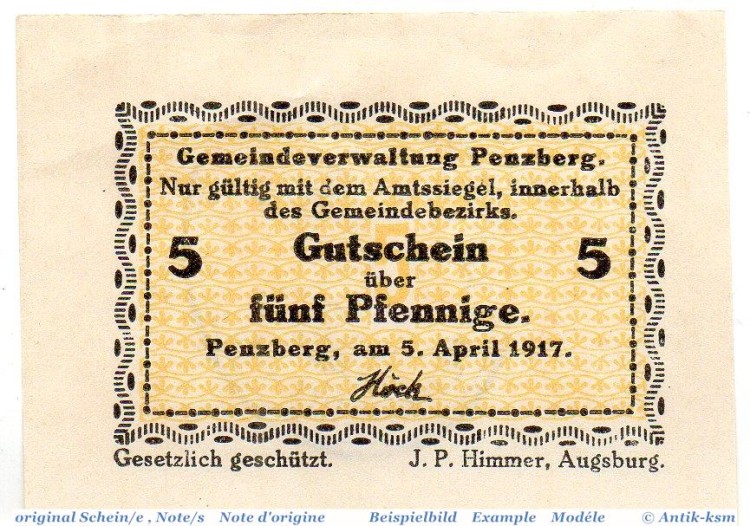 Gemeindeverwaltung Penzberg.
Nur gültig mit dem Amtssiegel, innerhalb
des Gemeindebezirks.
5 Gutschein 5
über
fünf Pfennige.
Penzberg, am 5. April 1917.
Höck
Gesetzlich geschützt. J. P. Himmer, Augsburg.
original Schein/e , Note/s Note d'origine Beispielbild Example Modéle © Antik-ksm